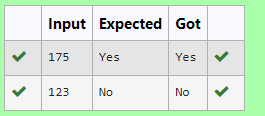 Input Expected Got
175 Yes Yes
123 No No